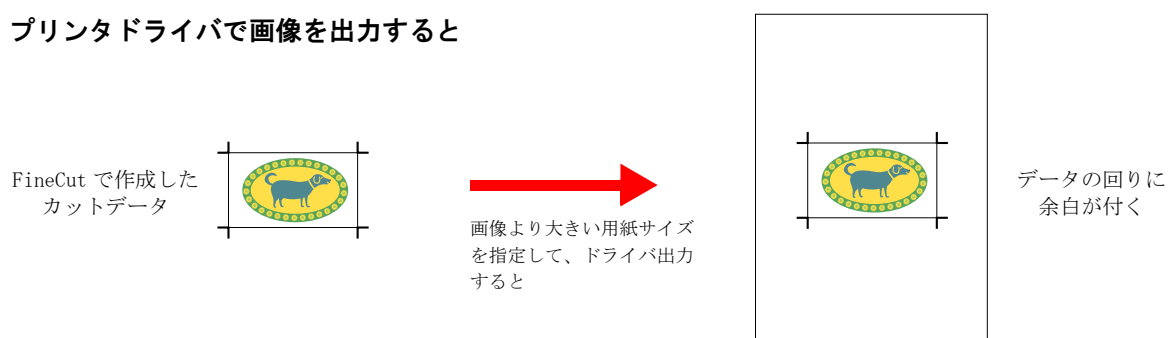 プリンタドライバで画像を出力すると
FineCut で作成した
カットデータ
画像より大きい用紙サイズ
を指定して、ドライバ出力
すると
データの回りに
余白が付く